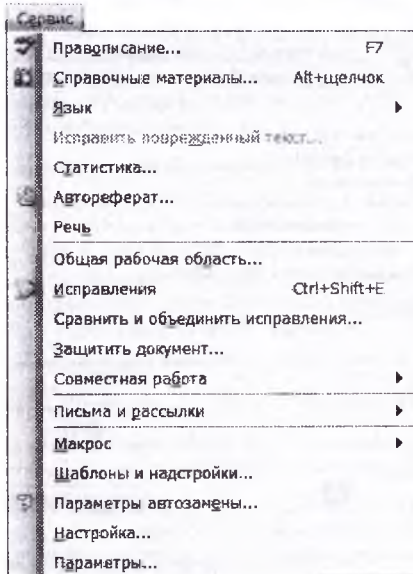 Сервис
Правописание... F7
Справочные материалы... Alt+щелчок
Язык
Исправить поврежденный текст...
Статистика...
Автореферат...
Речь
Общая рабочая область...
Исправления Ctrl+Shift+E
Сравнить и объединить исправления...
Защитить документ...
Совместная работа
Письма и рассылки
Макрос
Шаблоны и надстройки...
Параметры автозамены...
Настройка...
Параметры...